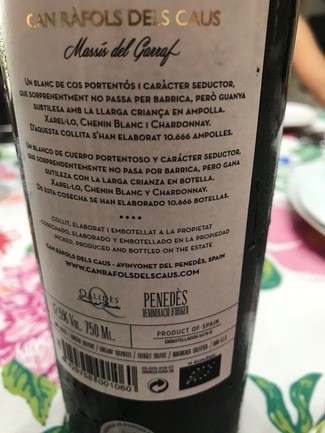 CAN RÀFOLS DELS CAUS
Massís del Garraf
UN BLANC DE COS PORTENTÓS I CARÀCTER SEDUCTOR,
QUE SORPRENENTMENT NO PASSA PER BARRICA, PERÒ GUANYA
SUBTILESA AMB LA LLARGA CRIANÇA EN AMPOLLA.
XAREL·LO, CHENIN BLANC I CHARDONNAY.
D'AQUESTA COLLITA S'HAN ELABORAT 10.666 AMPOLLES.
UN BLANCO DE CUERPO PORTENTOSO Y CARÁCTER SEDUCTOR,
QUE SORPRENDENTEMENTE NO PASA POR BARRICA, PERO GANA
SUTILEZA CON LA LARGA CRIANZA EN BOTELLA.
XAREL·LO, CHENIN BLANC Y CHARDONNAY.
DE ESTA COSECHA SE HAN ELABORADO 10.666 BOTELLAS.
COLLIT, ELABORAT I EMBOTELLAT A LA PROPIETAT
COSECHADO, ELABORADO Y EMBOTELLADO EN LA PROPIEDAD
PICKED, PRODUCED AND BOTTLED ON THE ESTATE
CAN RÀFOLS DELS CAUS - AVINYONET DEL PENEDÈS, SPAIN
WWW.CANRAFOLSDELSCAUS.COM
PENEDÈS
DENOMINACIÓ D'ORIGEN
750 ML.
PRODUCT OF SPAIN